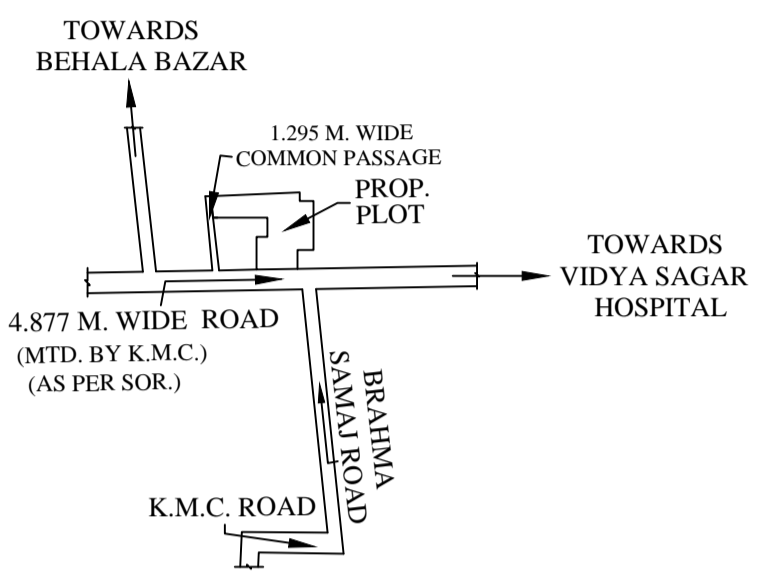 TOWARDS
BEHALA BAZAR
1.295 M. WIDE
COMMON PASSAGE
PROP.
PLOT
TOWARDS
VIDYA SAGAR
HOSPITAL
4.877 M. WIDE ROAD
(MTD. BY K.M.C.)
(AS PER SOR.)
BRAHMA
SAMAJ ROAD
K.M.C. ROAD